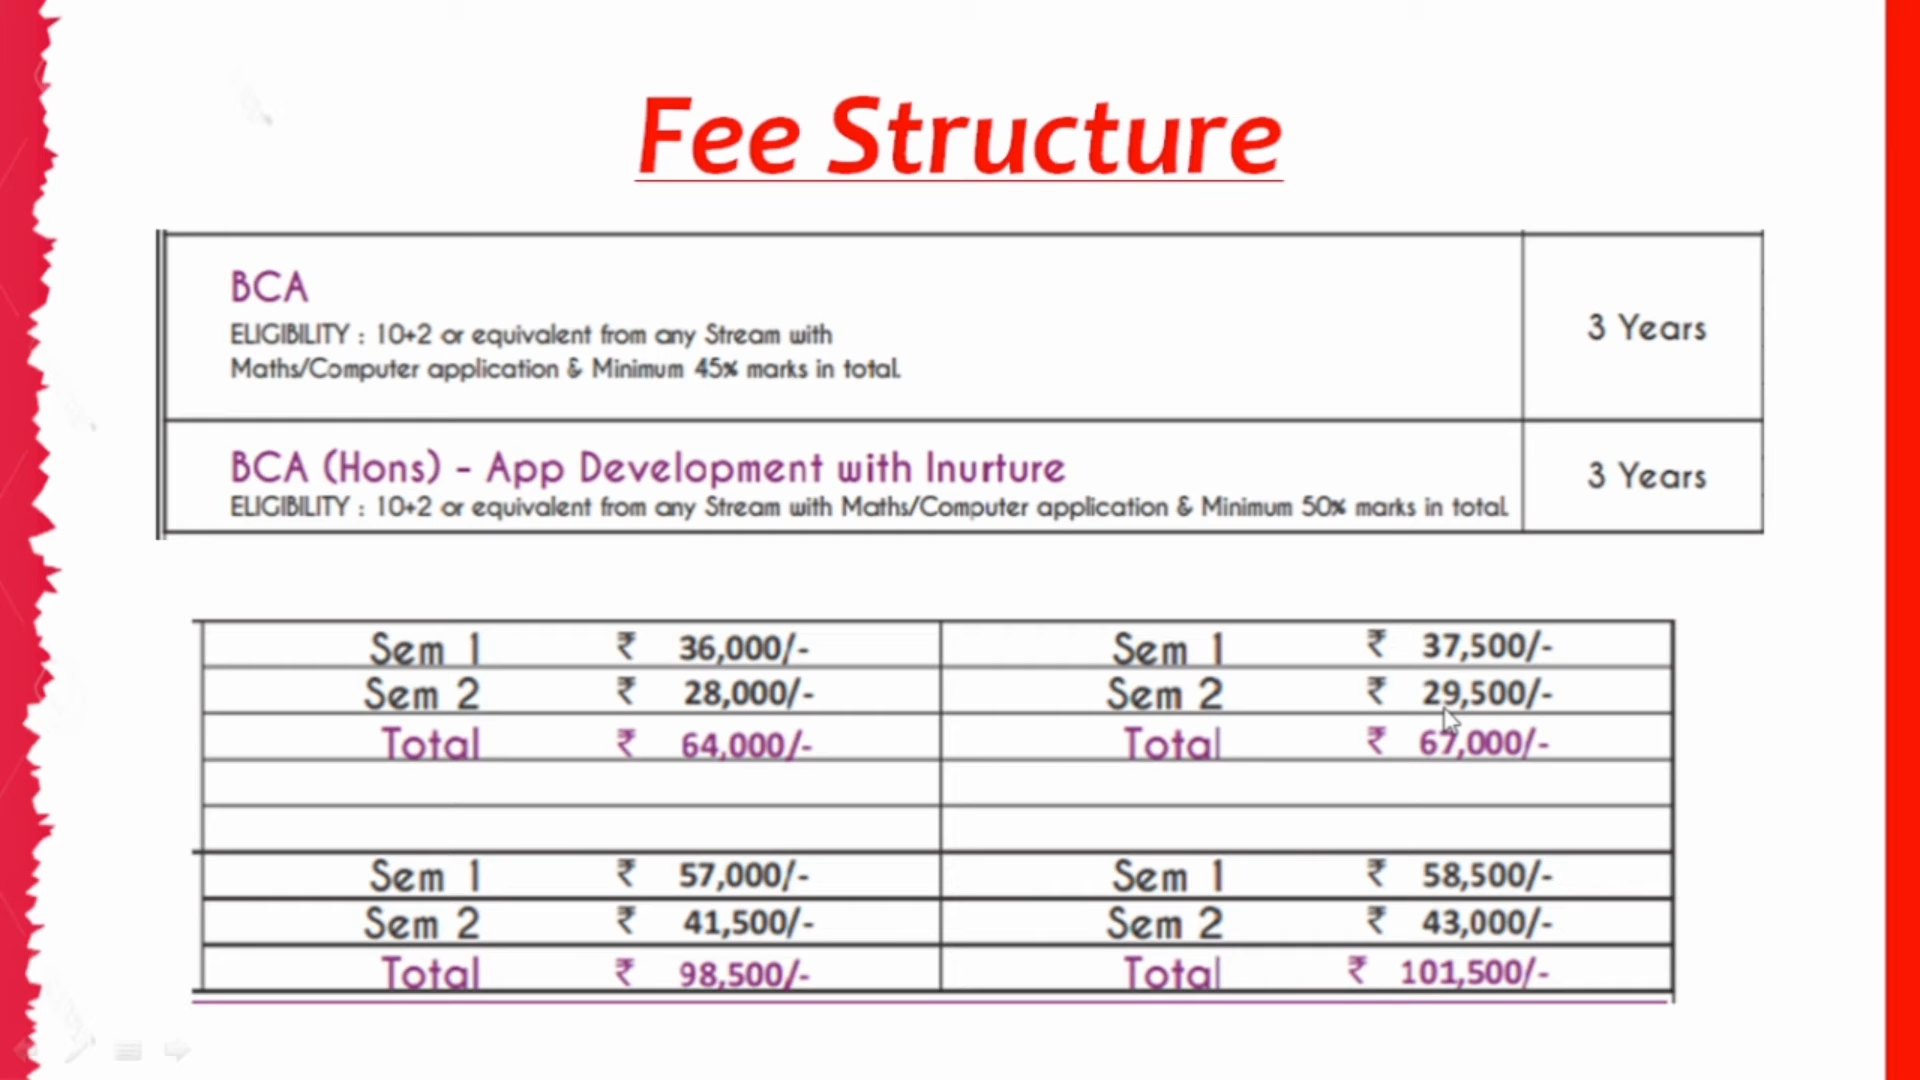 Fee Structure
BCA
ELIGIBILITY : 10+2 or equivalent from any Stream with
Maths/Computer application & Minimum 45% marks in total.
3 Years
BCA (Hons) - App Development with Inurture
ELIGIBILITY : 10+2 or equivalent from any Stream with Maths/Computer application & Minimum 50% marks in total.
3 Years
Sem 1 ₹ 36,000/- Sem 1 ₹ 37,500/-
Sem 2 ₹ 28,000/- Sem 2 ₹ 29,500/-
Total ₹ 64,000/- Total ₹ 67,000/-
Sem 1 ₹ 57,000/- Sem 1 ₹ 58,500/-
Sem 2 ₹ 41,500/- Sem 2 ₹ 43,000/-
Total ₹ 98,500/- Total ₹ 101,500/-